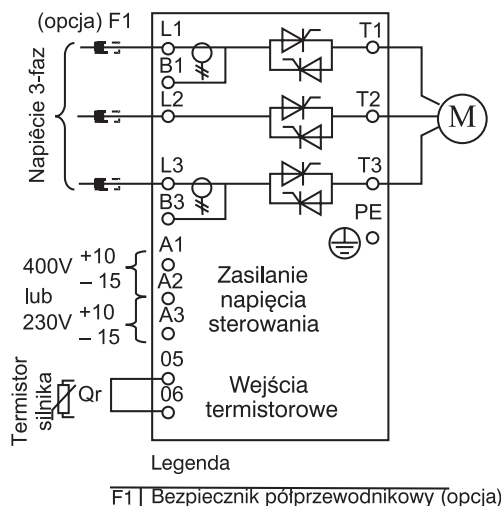 (opcja) F1
L1
T1
B1
Napiêcie 3-faz
L2
T2
M
L3
T3
B3
PE
A1
400V +10
– 15
A2
lub
230V +10
– 15
A3
Zasilanie
napięcia
sterowania
05
Termistor
silnika
Qr
06
Wejścia
termistorowe
Legenda
F1 Bezpiecznik półprzewodnikowy (opcja)